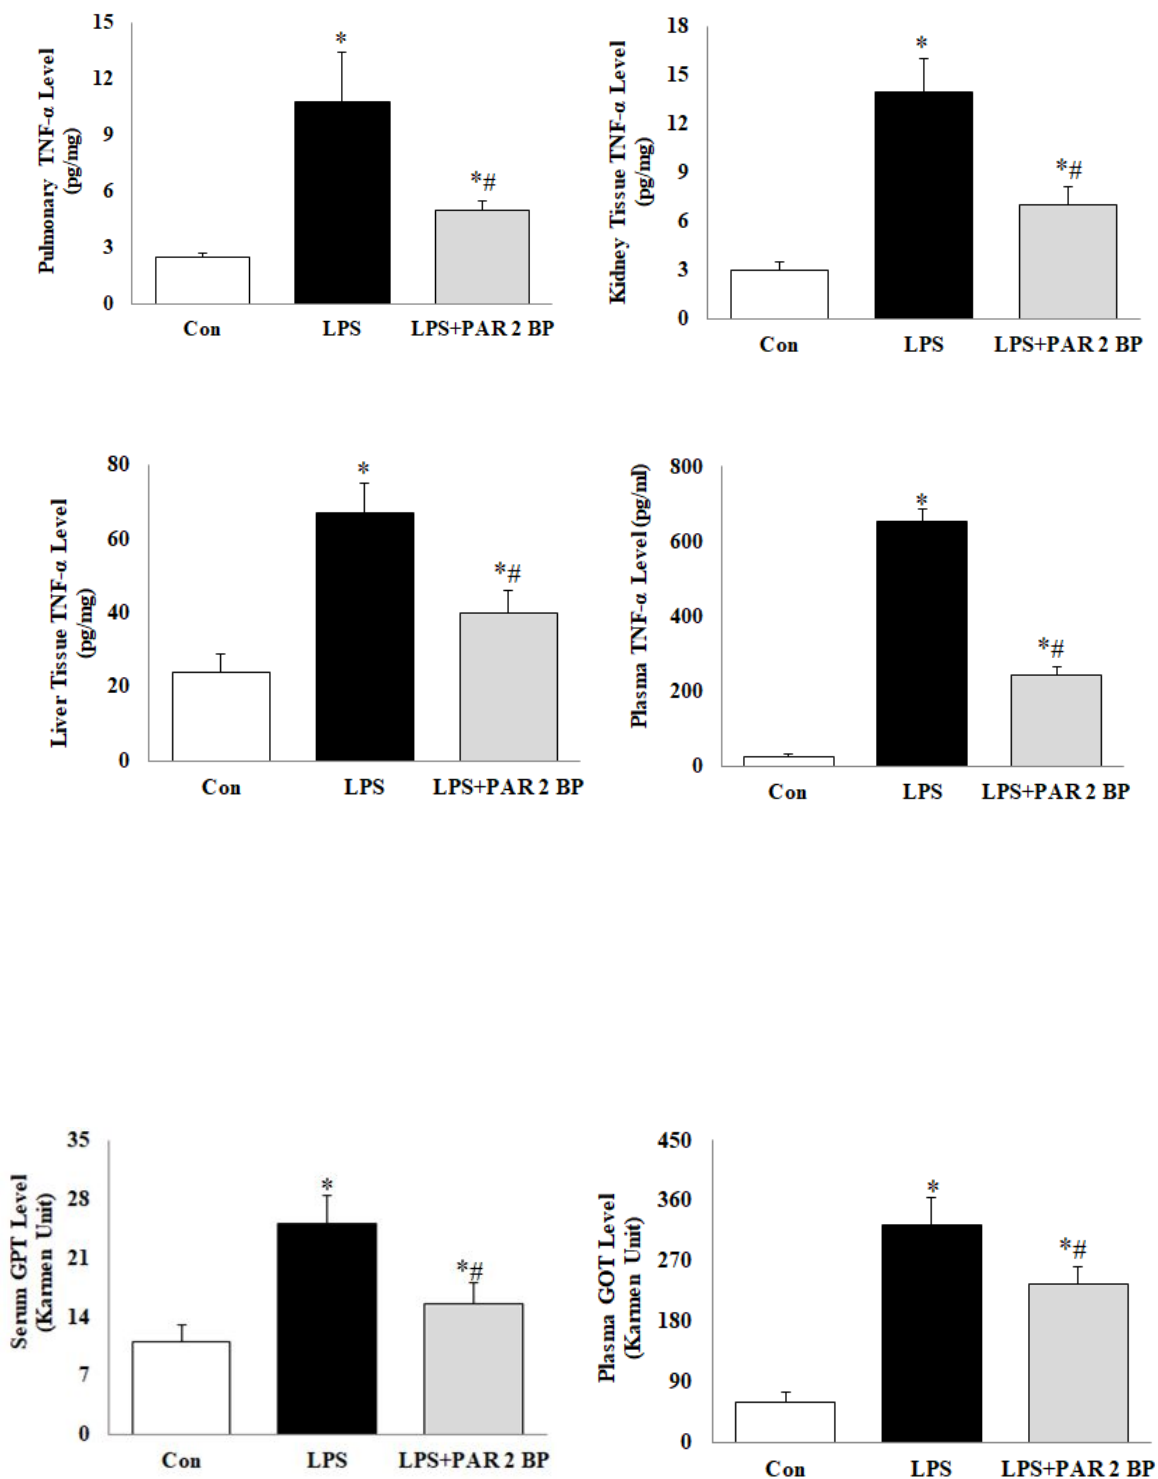 Pulmonary TNF-α Level
(pg/mg)
15
12
9
6
3
0
*
*#
Con
LPS
LPS+PAR 2 BP
Kidney Tissue TNF-α Level
(pg/mg)
18
15
12
9
6
3
0
*
*#
Con
LPS
LPS+PAR 2 BP
Liver Tissue TNF-α Level
(pg/mg)
80
60
40
20
0
*
*#
Con
LPS
LPS+PAR 2 BP
Plasma TNF-α Level (pg/ml)
800
600
400
200
0
*
*#
Con
LPS
LPS+PAR 2 BP
Serum GPT Level
(Karmen Unit)
35
28
21
14
7
0
*
*#
Con
LPS
LPS+PAR 2 BP
Plasma GOT Level
(Karmen Unit)
450
360
270
180
90
0
*
*#
Con
LPS
LPS+PAR 2 BP